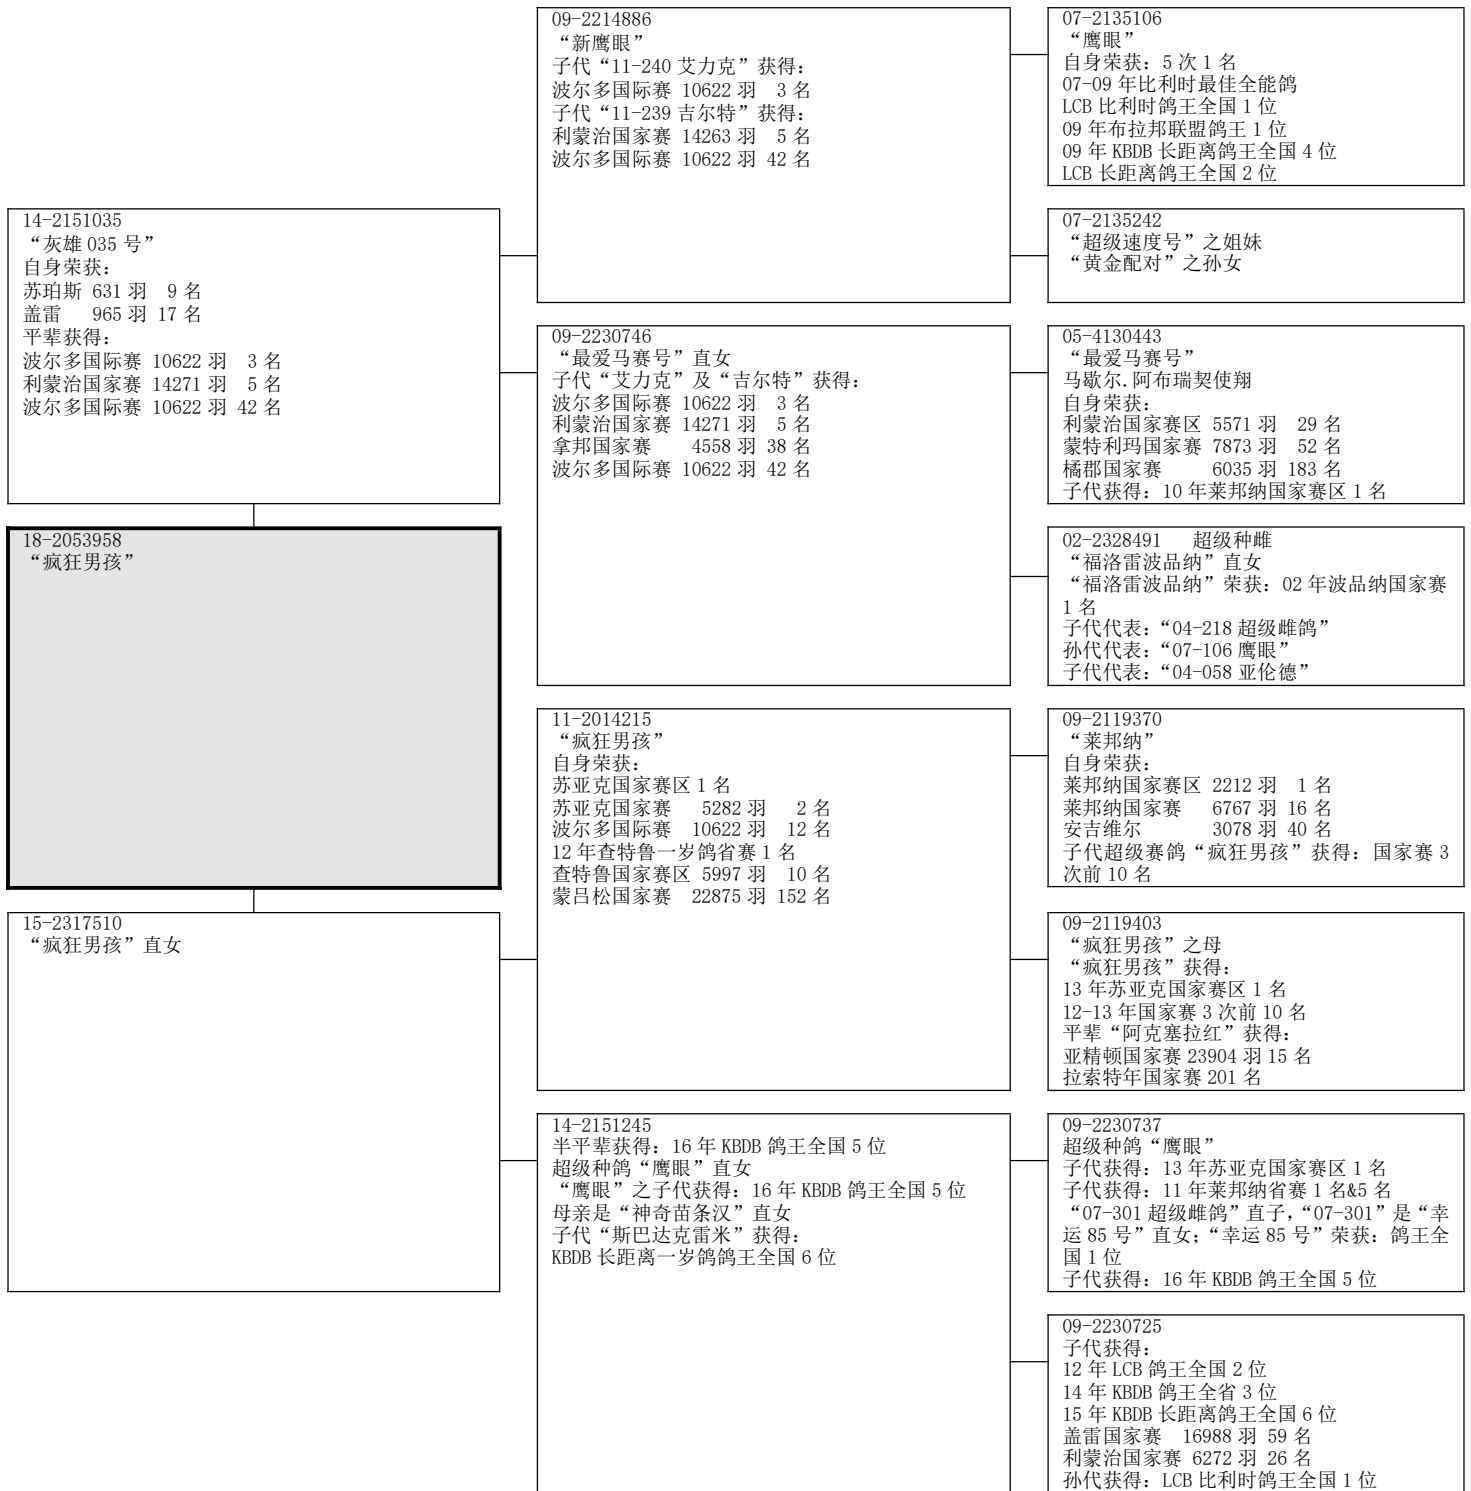 09-2214886
“新鹰眼”
子代“11-240 艾力克”获得：
波尔多国际赛 10622 羽 3 名
子代“11-239 吉尔特”获得：
利蒙治国家赛 14263 羽 5 名
波尔多国际赛 10622 羽 42 名
07-2135106
“鹰眼”
自身荣获：5 次 1 名
07-09 年比利时最佳全能鸽
LCB 比利时鸽王全国 1 位
09 年布拉邦联盟鸽王 1 位
09 年 KBDB 长距离鸽王全国 4 位
LCB 长距离鸽王全国 2 位
14-2151035
“灰雄 035 号”
自身荣获：
苏珀斯 631 羽 9 名
盖雷 965 羽 17 名
平辈获得：
波尔多国际赛 10622 羽 3 名
利蒙治国家赛 14271 羽 5 名
波尔多国际赛 10622 羽 42 名
07-2135242
“超级速度号”之姐妹
“黄金配对”之孙女
09-2230746
“最爱马赛号”直女
子代“艾力克”及“吉尔特”获得：
波尔多国际赛 10622 羽 3 名
利蒙治国家赛 14271 羽 5 名
拿邦国家赛 4558 羽 38 名
波尔多国际赛 10622 羽 42 名
05-4130443
“最爱马赛号”
马歇尔.阿布瑞契使翔
自身荣获：
利蒙治国家赛区 5571 羽 29 名
蒙特利玛国家赛 7873 羽 52 名
橘郡国家赛 6035 羽 183 名
子代获得：10 年莱邦纳国家赛区 1 名
18-2053958
“疯狂男孩”
02-2328491 超级种雌
“福洛雷波品纳”直女
“福洛雷波品纳”荣获：02 年波品纳国家赛
1 名
子代代表：“04-218 超级雌鸽”
孙代代表：“07-106 鹰眼”
子代代表：“04-058 亚伦德”
11-2014215
“疯狂男孩”
自身荣获：
苏亚克国家赛区 1 名
苏亚克国家赛 5282 羽 2 名
波尔多国际赛 10622 羽 12 名
12 年查特鲁一岁鸽省赛 1 名
查特鲁国家赛区 5997 羽 10 名
蒙吕松国家赛 22875 羽 152 名
09-2119370
“莱邦纳”
自身荣获：
莱邦纳国家赛区 2212 羽 1 名
莱邦纳国家赛 6767 羽 16 名
安吉维尔 3078 羽 40 名
子代超级赛鸽“疯狂男孩”获得：国家赛 3
次前 10 名
15-2317510
“疯狂男孩”直女
09-2119403
“疯狂男孩”之母
“疯狂男孩”获得：
13 年苏亚克国家赛区 1 名
12-13 年国家赛 3 次前 10 名
平辈“阿克塞拉红”获得：
亚精顿国家赛 23904 羽 15 名
拉索特年国家赛 201 名
14-2151245
半平辈获得：16 年 KBDB 鸽王全国 5 位
超级种鸽“鹰眼”直女
“鹰眼”之子代获得：16 年 KBDB 鸽王全国 5 位
母亲是“神奇苗条汉”直女
子代“斯巴达克雷米”获得：
KBDB 长距离一岁鸽鸽王全国 6 位
09-2230737
超级种鸽“鹰眼”
子代获得：13 年苏亚克国家赛区 1 名
子代获得：11 年莱邦纳省赛 1 名&5 名
“07-301 超级雌鸽”直子，“07-301”是“幸
运 85 号”直女；“幸运 85 号”荣获：鸽王全
国 1 位
子代获得：16 年 KBDB 鸽王全国 5 位
09-2230725
子代获得：
12 年 LCB 鸽王全国 2 位
14 年 KBDB 鸽王全省 3 位
15 年 KBDB 长距离鸽王全国 6 位
盖雷国家赛 16988 羽 59 名
利蒙治国家赛 6272 羽 26 名
孙代获得：LCB 比利时鸽王全国 1 位